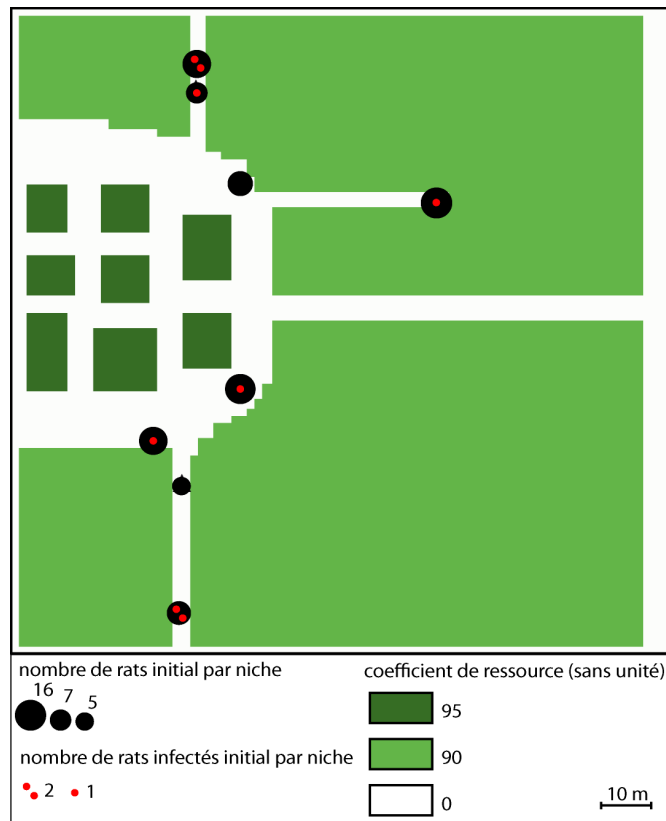 nombre de rats initial par niche
16 7 5
nombre de rats infectés initial par niche
2 1
coefficient de ressource (sans unité)
95
90
0
10 m